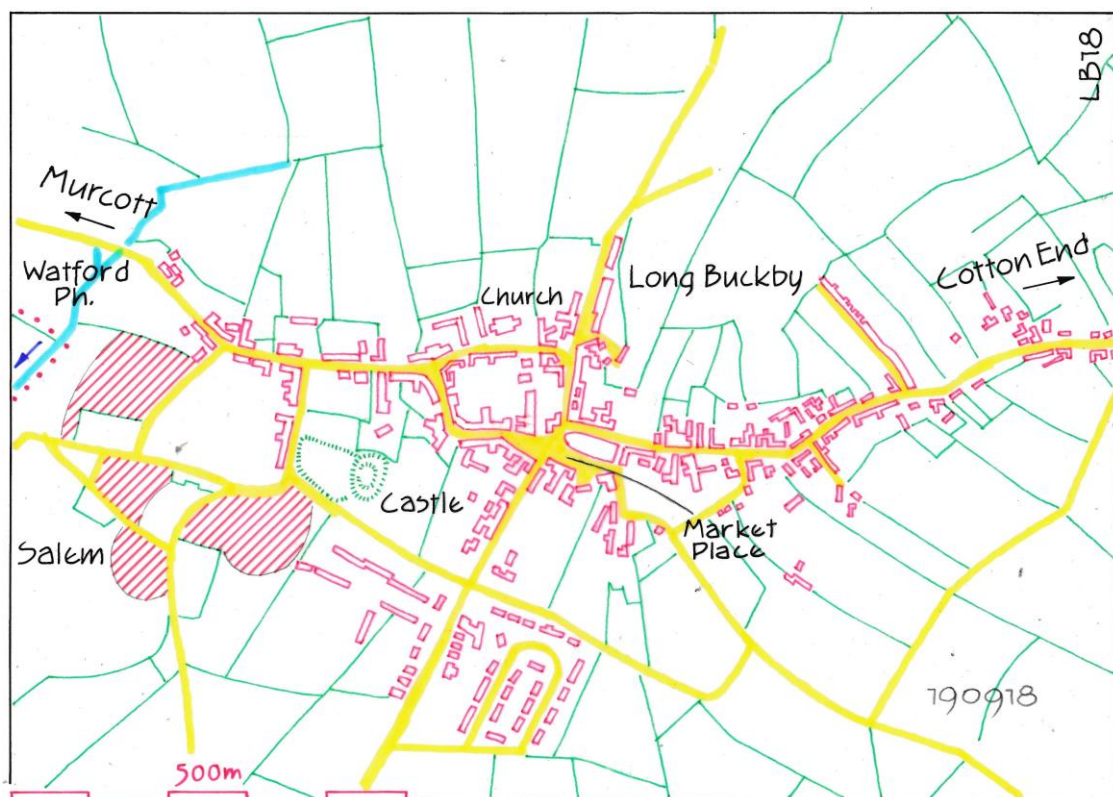 LB18
Murcott
Watford
Ph.
Church
Long Buckby
Cotton End
Castle
Market
Place
Salem
190918
500m